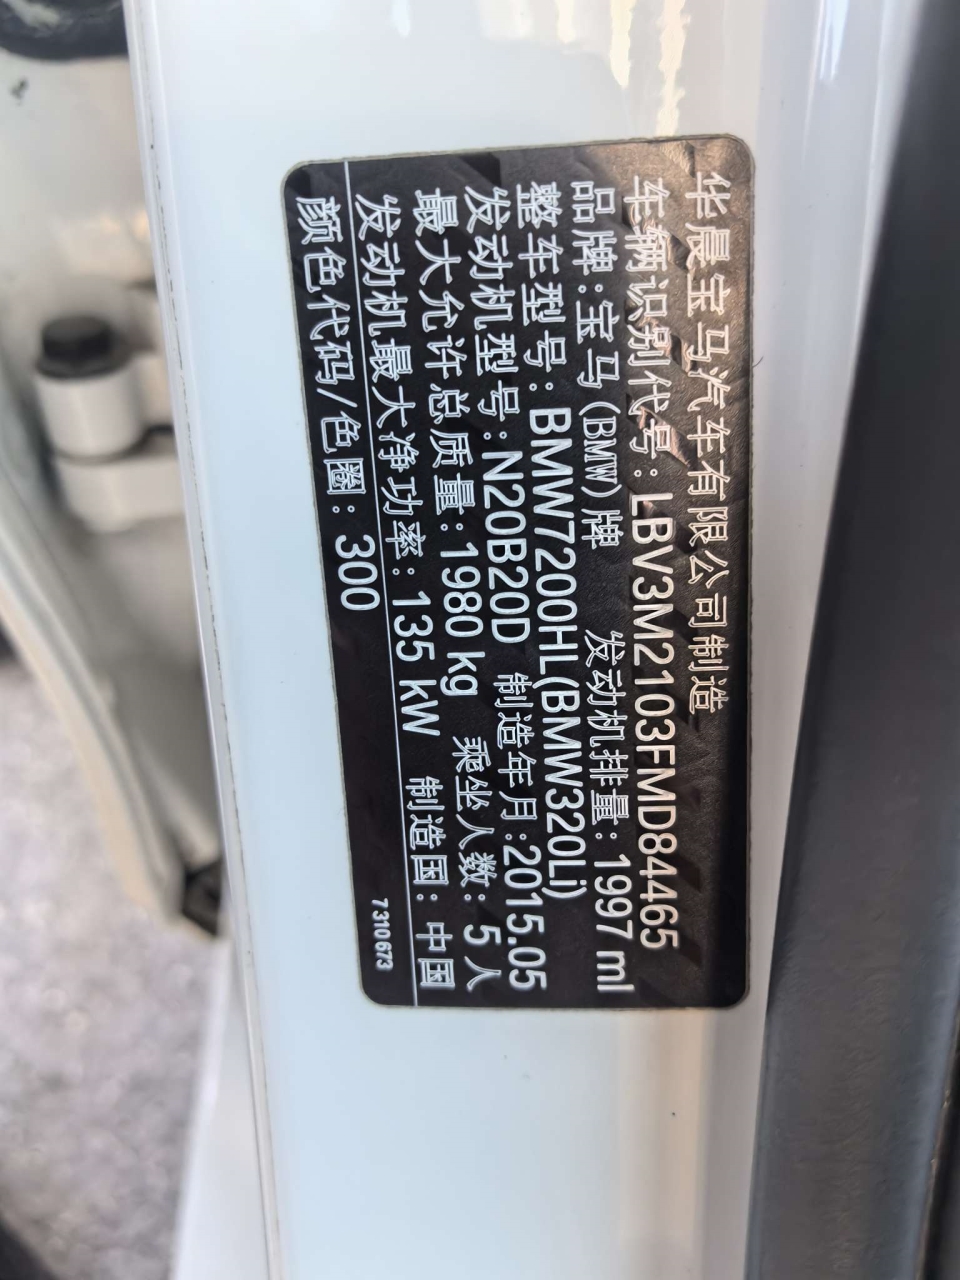 华晨宝马汽车有限公司制造
车辆识别代号：LBV3M2103FMD84465
品牌：宝马（BMW）牌 发动机排量：1997 ml
整车型号：BMW7200HL(BMW320Li)
发动机型号：N20B20D 制造年月：2015.05
最大允许总质量：1980 kg 乘坐人数：5 人
发动机最大净功率：135 kW 制造国：中国
颜色代码/色圈：300
7310673